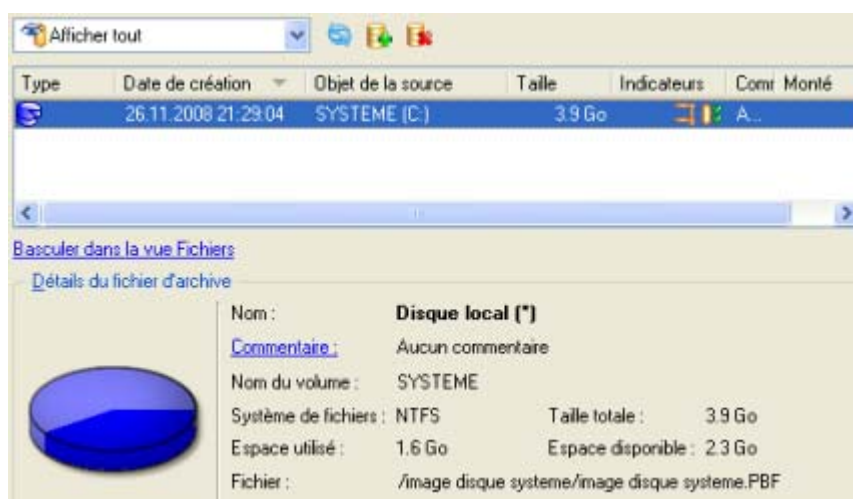 Afficher tout
Type Date de création Objet de la source Taille Indicateurs Comr Monté
26.11.2008 21:29:04 SYSTEME (C:) 3.9 Go A...
Basculer dans la vue Fichiers
Détails du fichier d'archive
Nom : Disque local (*)
Commentaire : Aucun commentaire
Nom du volume : SYSTEME
Système de fichiers : NTFS Taille totale : 3.9 Go
Espace utilisé : 1.6 Go Espace disponible : 2.3 Go
Fichier : /image disque systeme/image disque systeme.PBF